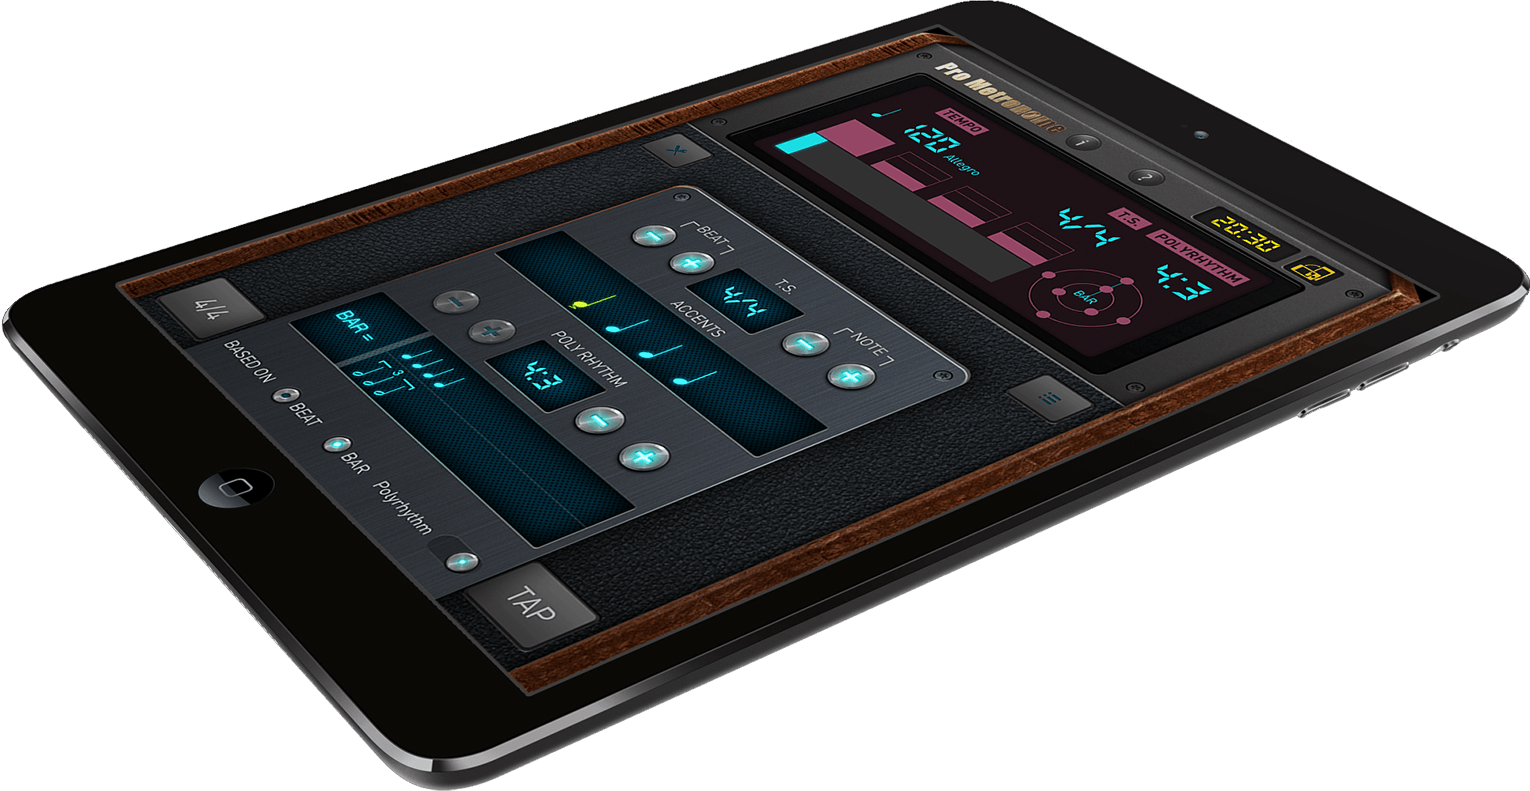 Pro Metronome
i
?
20:30
TEMPO
120
Allegro
T.S.
4/4
POLYRHYTHM
4:3
BAR
BEAT
T.S.
4/4
NOTE
ACCENTS
POLY RHYTHM
4:3
BAR =
3
BASED ON
BEAT
BAR
Polyrhythm
4/4
TAP